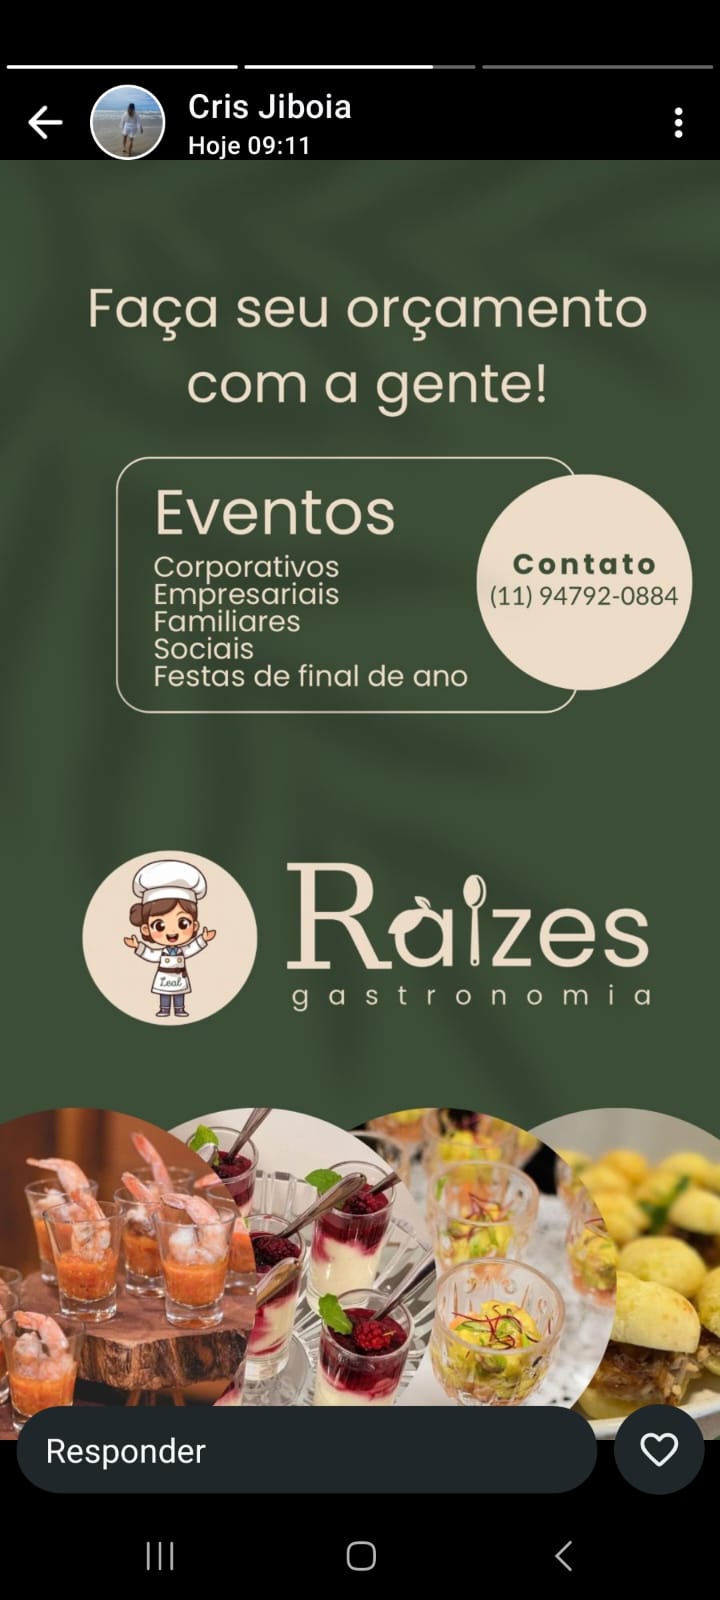 Cris Jiboia
Hoje 09:11
Faça seu orçamento
com a gente!
Eventos
Corporativos
Empresariais
Familiares
Sociais
Festas de final de ano
Contato
(11) 94792-0884
Leal
Raizes
gastronomia
Responder